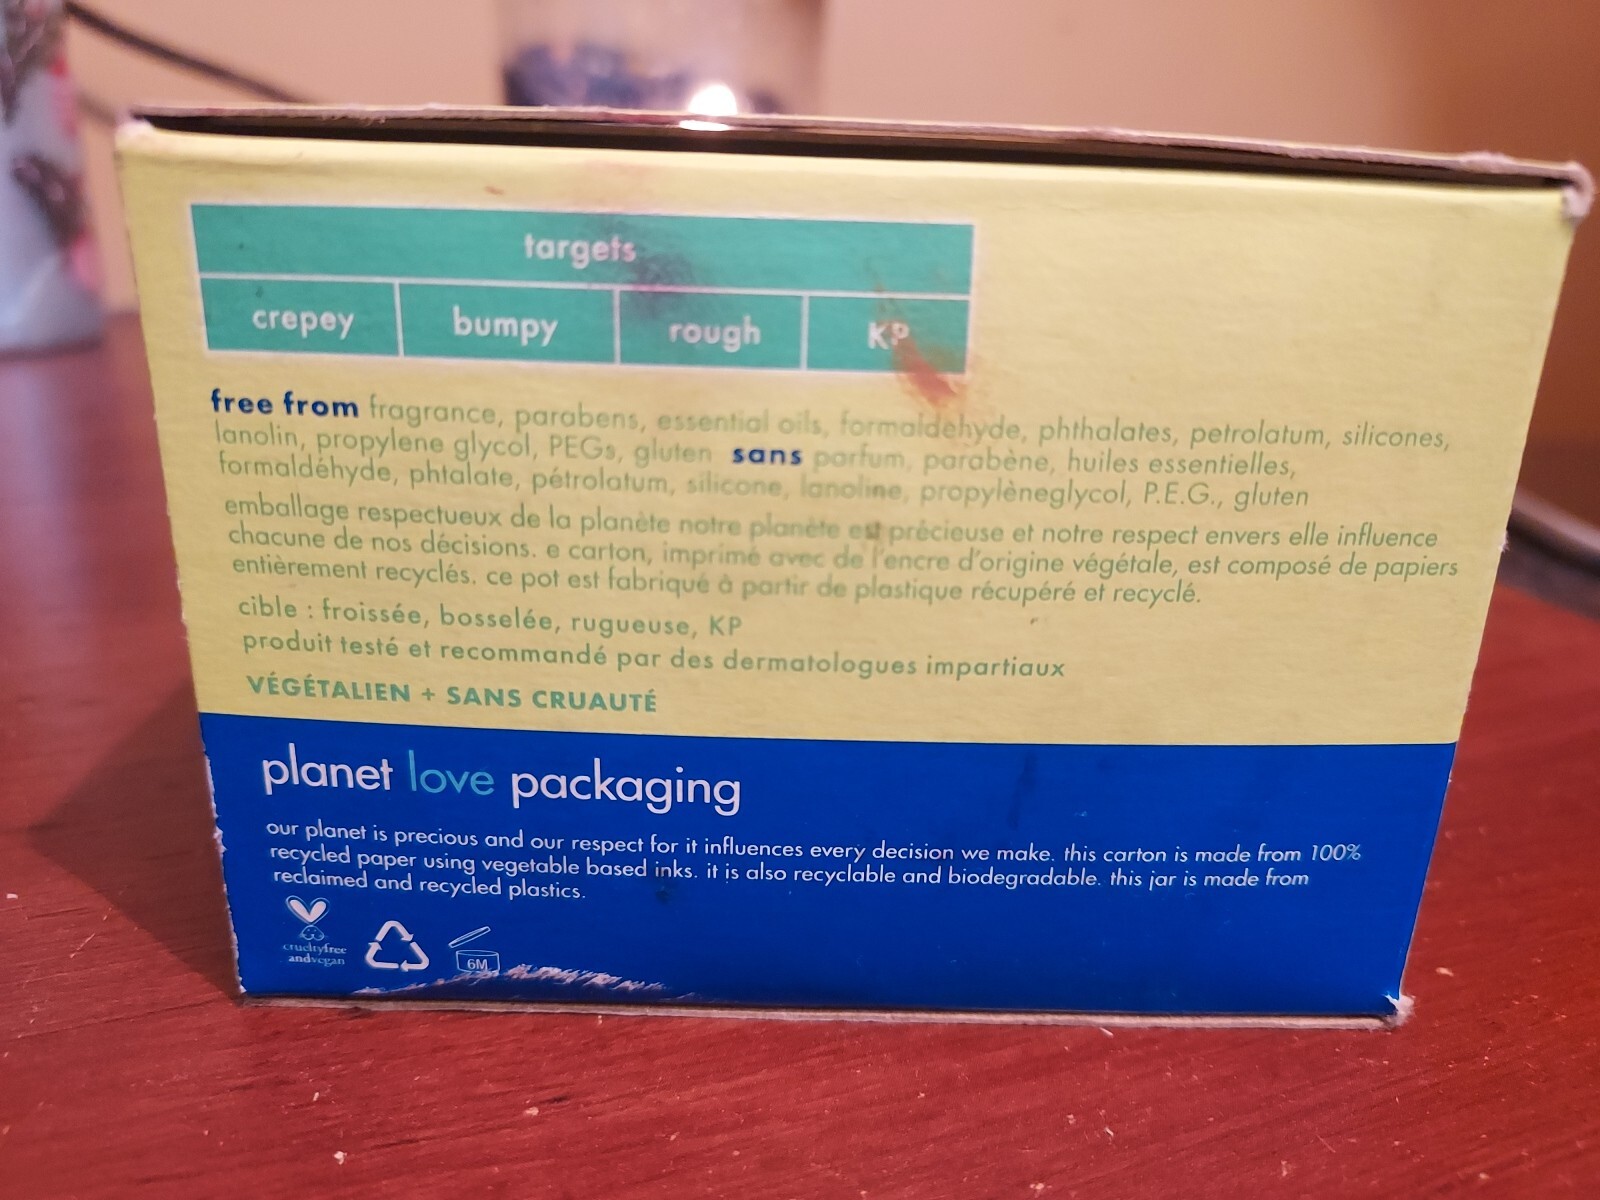 targets
crepey bumpy rough KP
free from fragrance, parabens, essential oils, formaldehyde, phthalates, petrolatum, silicones,
lanolin, propylene glycol, PEGs, gluten sans parfum, parabène, huiles essentielles,
formaldéhyde, phtalate, pétrolatum, silicone, lanoline, propylèneglycol, P.E.G., gluten
emballage respectueux de la planète notre planète est précieuse et notre respect envers elle influence
chacune de nos décisions. e carton, imprimé avec de l'encre d'origine végétale, est composé de papiers
entièrement recyclés. ce pot est fabriqué à partir de plastique récupéré et recyclé.
cible : froissée, bosselée, rugueuse, KP
produit testé et recommandé par des dermatologues impartiaux
VÉGÉTALIEN + SANS CRUAUTÉ
planet love packaging
our planet is precious and our respect for it influences every decision we make. this carton is made from 100%
recycled paper using vegetable based inks. it is also recyclable and biodegradable. this jar is made from
reclaimed and recycled plastics.
crueltyfree
andvegan
6M